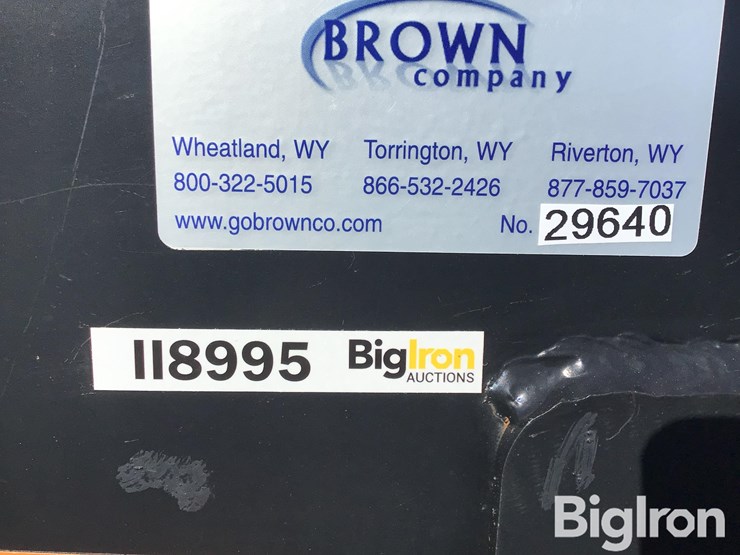 BROWN
company
Wheatland, WY Torrington, WY Riverton, WY
800-322-5015 866-532-2426 877-859-7037
www.gobrownco.com No. 29640
II8995 BigIron
AUCTIONS
BigIron